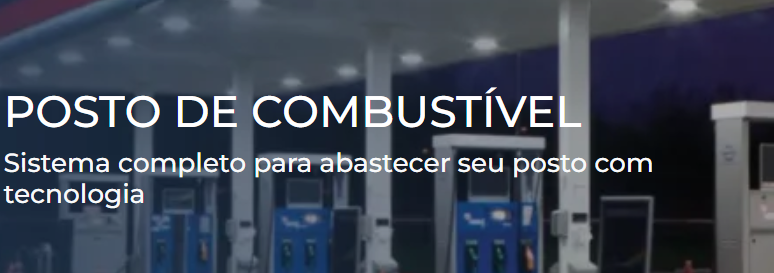 POSTO DE COMBUSTÍVEL
Sistema completo para abastecer seu posto com
tecnologia